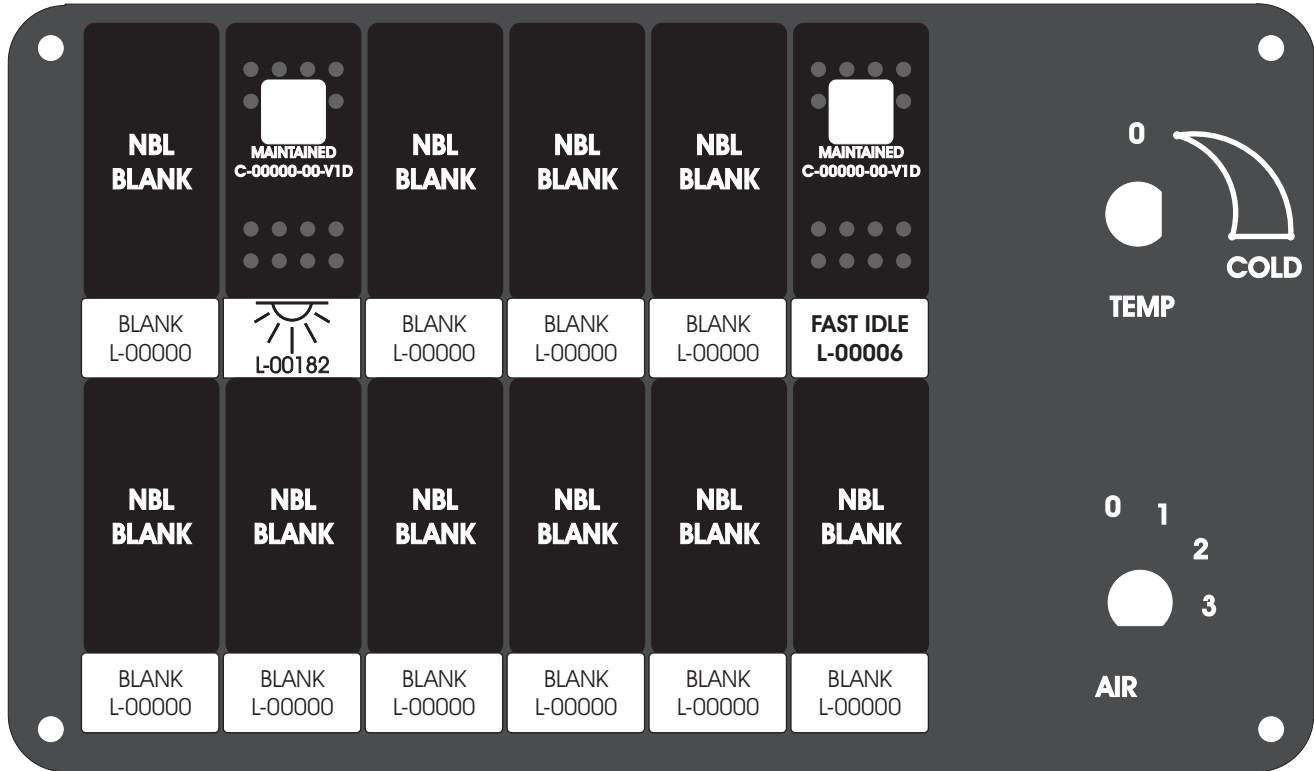 NBL
BLANK
MAINTAINED
C-00000-00-V1D
NBL
BLANK
NBL
BLANK
NBL
BLANK
MAINTAINED
C-00000-00-V1D
BLANK
L-00000
L-00182
BLANK
L-00000
BLANK
L-00000
BLANK
L-00000
FAST IDLE
L-00006
0
COLD
TEMP
NBL
BLANK
NBL
BLANK
NBL
BLANK
NBL
BLANK
NBL
BLANK
NBL
BLANK
BLANK
L-00000
BLANK
L-00000
BLANK
L-00000
BLANK
L-00000
BLANK
L-00000
BLANK
L-00000
0
1
2
3
AIR